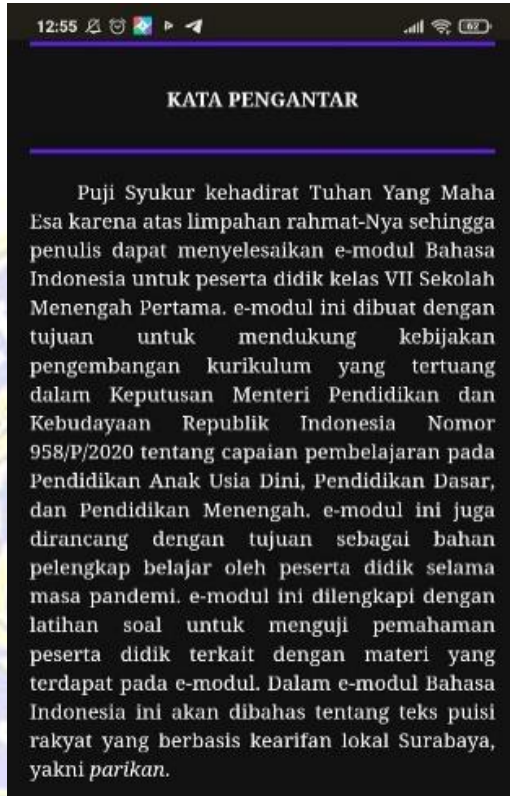 12:55
62
KATA PENGANTAR
Puji Syukur kehadirat Tuhan Yang Maha
Esa karena atas limpahan rahmat-Nya sehingga
penulis dapat menyelesaikan e-modul Bahasa
Indonesia untuk peserta didik kelas VII Sekolah
Menengah Pertama. e-modul ini dibuat dengan
tujuan untuk mendukung kebijakan
pengembangan kurikulum yang tertuang
dalam Keputusan Menteri Pendidikan dan
Kebudayaan Republik Indonesia Nomor
958/P/2020 tentang capaian pembelajaran pada
Pendidikan Anak Usia Dini, Pendidikan Dasar,
dan Pendidikan Menengah. e-modul ini juga
dirancang dengan tujuan sebagai bahan
pelengkap belajar oleh peserta didik selama
masa pandemi. e-modul ini dilengkapi dengan
latihan soal untuk menguji pemahaman
peserta didik terkait dengan materi yang
terdapat pada e-modul. Dalam e-modul Bahasa
Indonesia ini akan dibahas tentang teks puisi
rakyat yang berbasis kearifan lokal Surabaya,
yakni parikan.